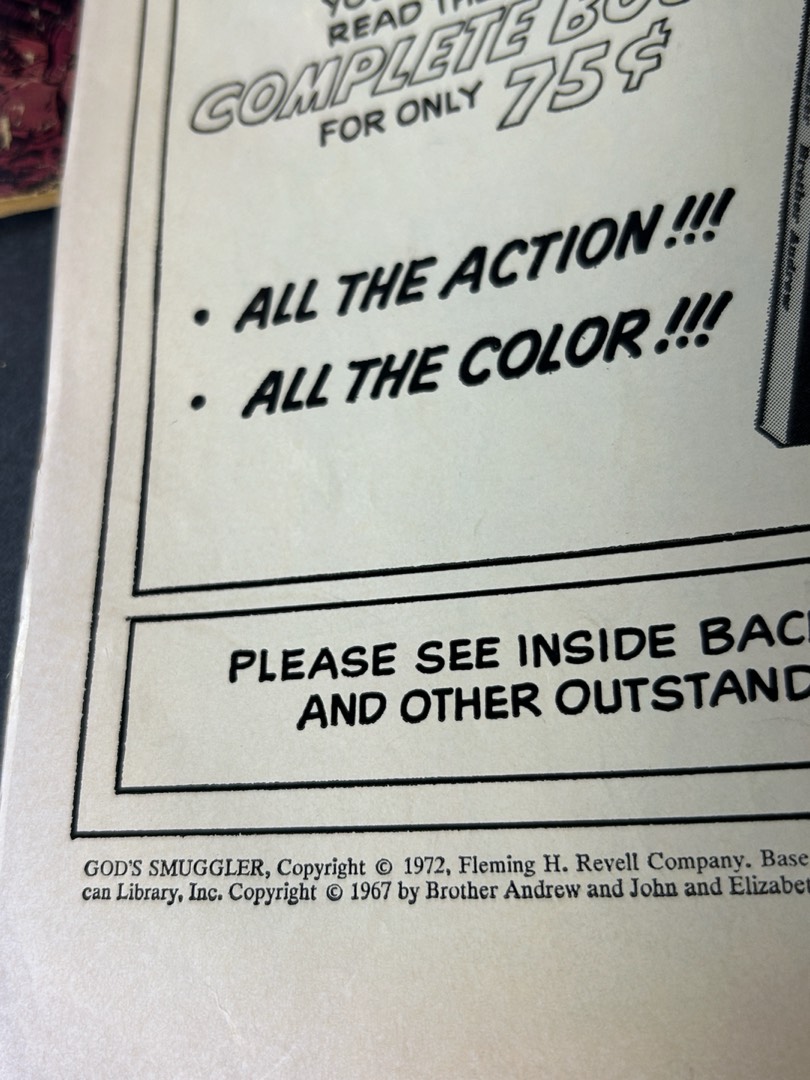 READ
COMPLETE
FOR ONLY 75¢
• ALL THE ACTION!!!
• ALL THE COLOR!!!
PLEASE SEE INSIDE
AND OTHER
GOD'S SMUGGLER, Copyright © 1972, Fleming H. Revell Company.
can Library, Inc. Copyright © 1967 by Brother Andrew and John and